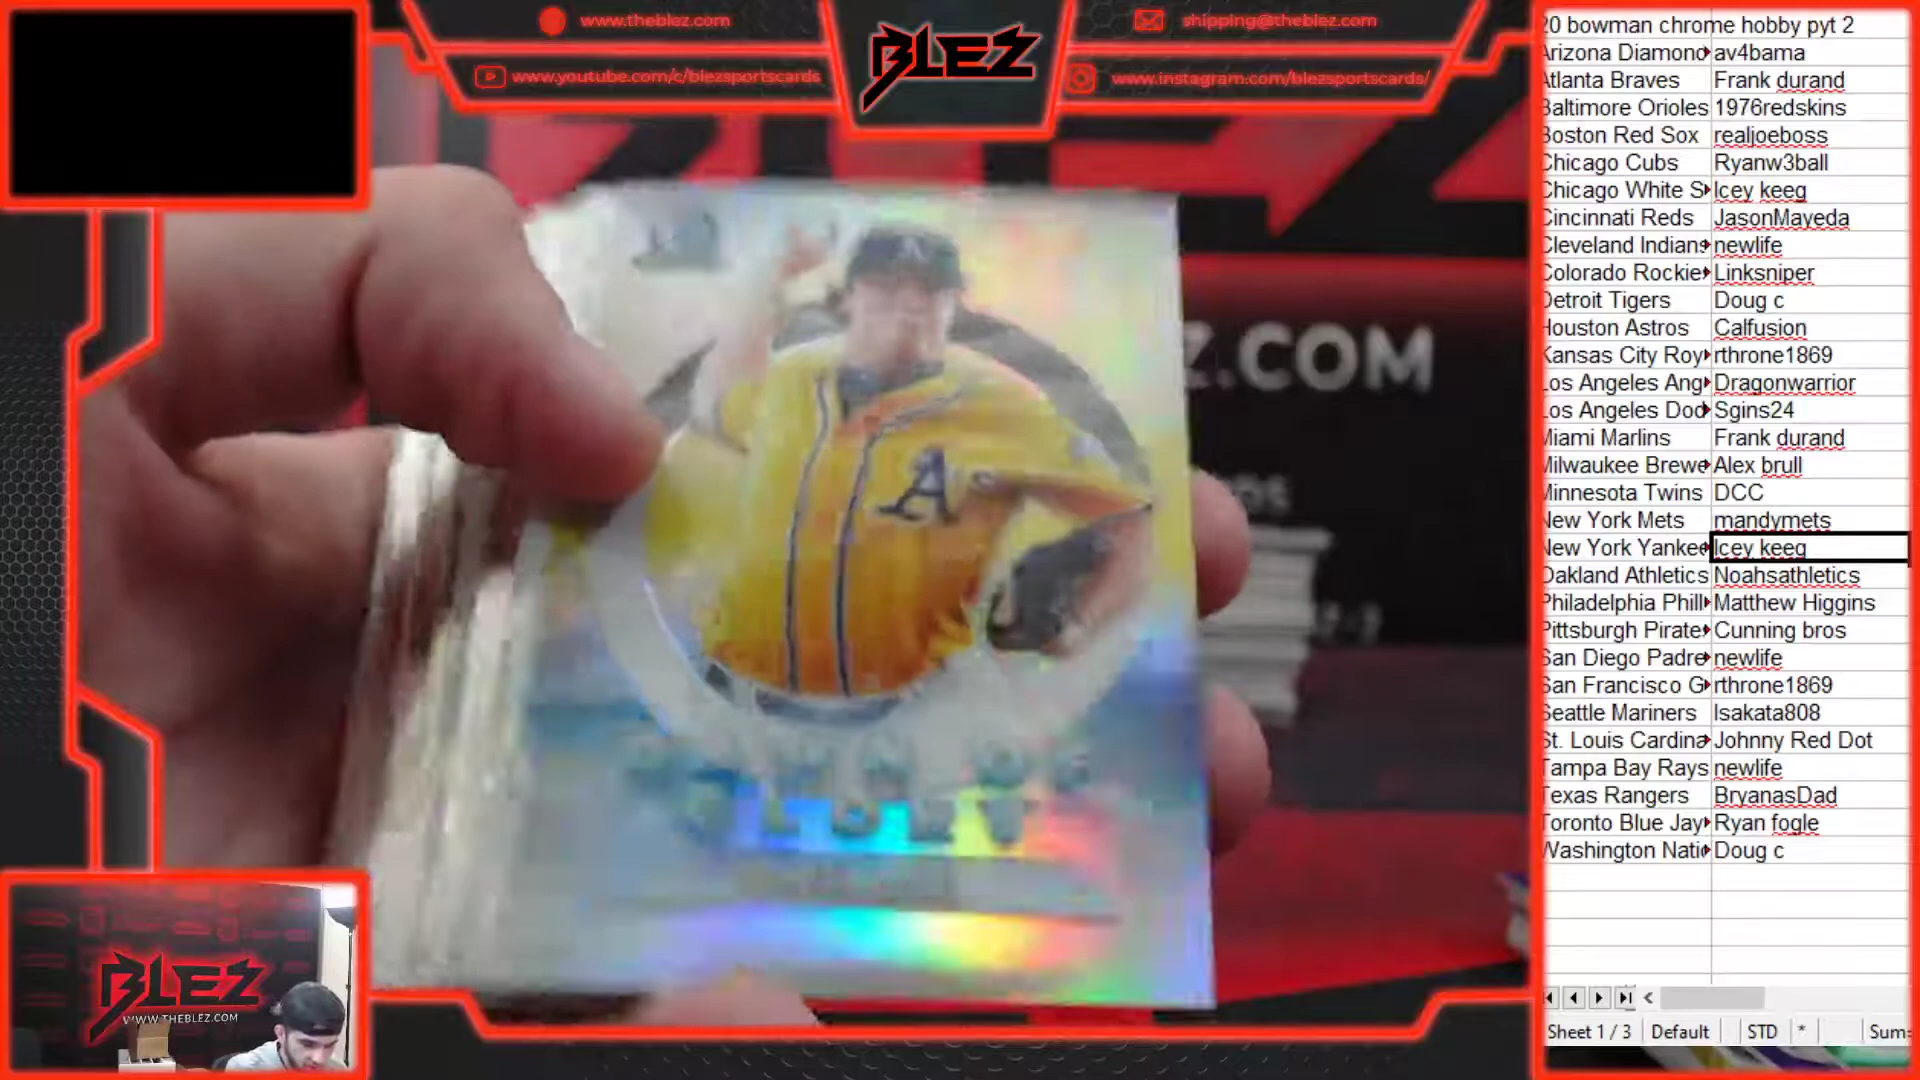 www.theblez.com
shipping@theblez.com
BLEZ
www.youtube.com/c/blezsportscards
www.instagram.com/blezsportscards/
20 bowman chrome hobby pyt 2
Arizona Diamond av4bama
Atlanta Braves Frank durand
Baltimore Orioles 1976redskins
Boston Red Sox realjoeboss
Chicago Cubs Ryanw3ball
Chicago White S Icey keeg
Cincinnati Reds JasonMayeda
Cleveland Indians newlife
Colorado Rockie Linksniper
Detroit Tigers Doug c
Houston Astros Calfusion
Kansas City Roy rthrone1869
Los Angeles Ang Dragonwarrior
Los Angeles Dod Sgins24
Miami Marlins Frank durand
Milwaukee Brewe Alex brull
Minnesota Twins DCC
New York Mets mandymets
New York Yankee Icey keeg
Oakland Athletics Noahsathletics
Philadelphia Phill Matthew Higgins
Pittsburgh Pirate Cunning bros
San Diego Padre newlife
San Francisco G rthrone1869
Seattle Mariners lsakata808
St. Louis Cardina Johnny Red Dot
Tampa Bay Rays newlife
Texas Rangers BryanasDad
Toronto Blue Jay Ryan fogle
Washington Nati Doug c
Sheet 1 / 3 Default STD * Sum=
Z.COM
A
A's
BLEZ
WWW.THEBLEZ.COM